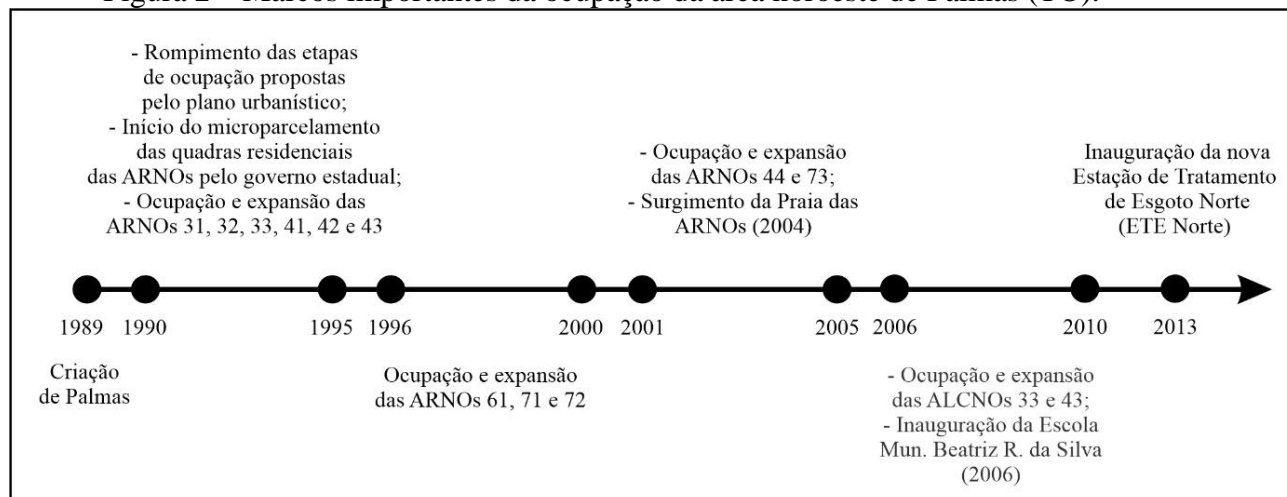 Figura 2 – Marcos importantes da ocupação da área noroeste de Palmas (TO).
- Rompimento das etapas
de ocupação propostas
pelo plano urbanístico;
- Início do microparcelamento
das quadras residenciais
das ARNOs pelo governo estadual;
- Ocupação e expansão das
ARNOs 31, 32, 33, 41, 42 e 43
- Ocupação e expansão
das ARNOs 44 e 73;
- Surgimento da Praia das
ARNOs (2004)
Inauguração da nova
Estação de Tratamento
de Esgoto Norte
(ETE Norte)
1989 1990 1995 1996 2000 2001 2005 2006 2010 2013
Criação
de Palmas
Ocupação e expansão
das ARNOs 61, 71 e 72
- Ocupação e expansão
das ALCNOs 33 e 43;
- Inauguração da Escola
Mun. Beatriz R. da Silva
(2006)